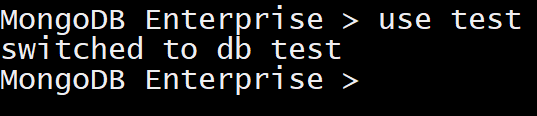 MongoDB Enterprise > use test
switched to db test
MongoDB Enterprise >